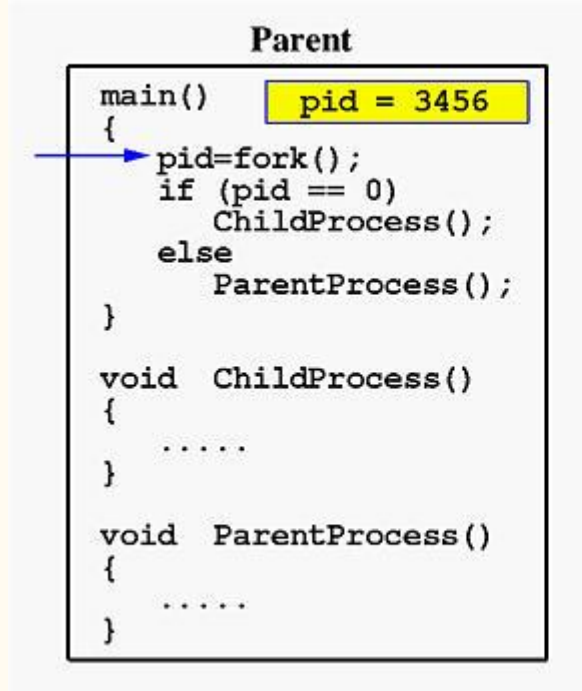 Parent
main()
pid = 3456
{
pid=fork();
if (pid == 0)
ChildProcess();
else
ParentProcess();
}
void ChildProcess()
{
.....
}
void ParentProcess()
{
.....
}